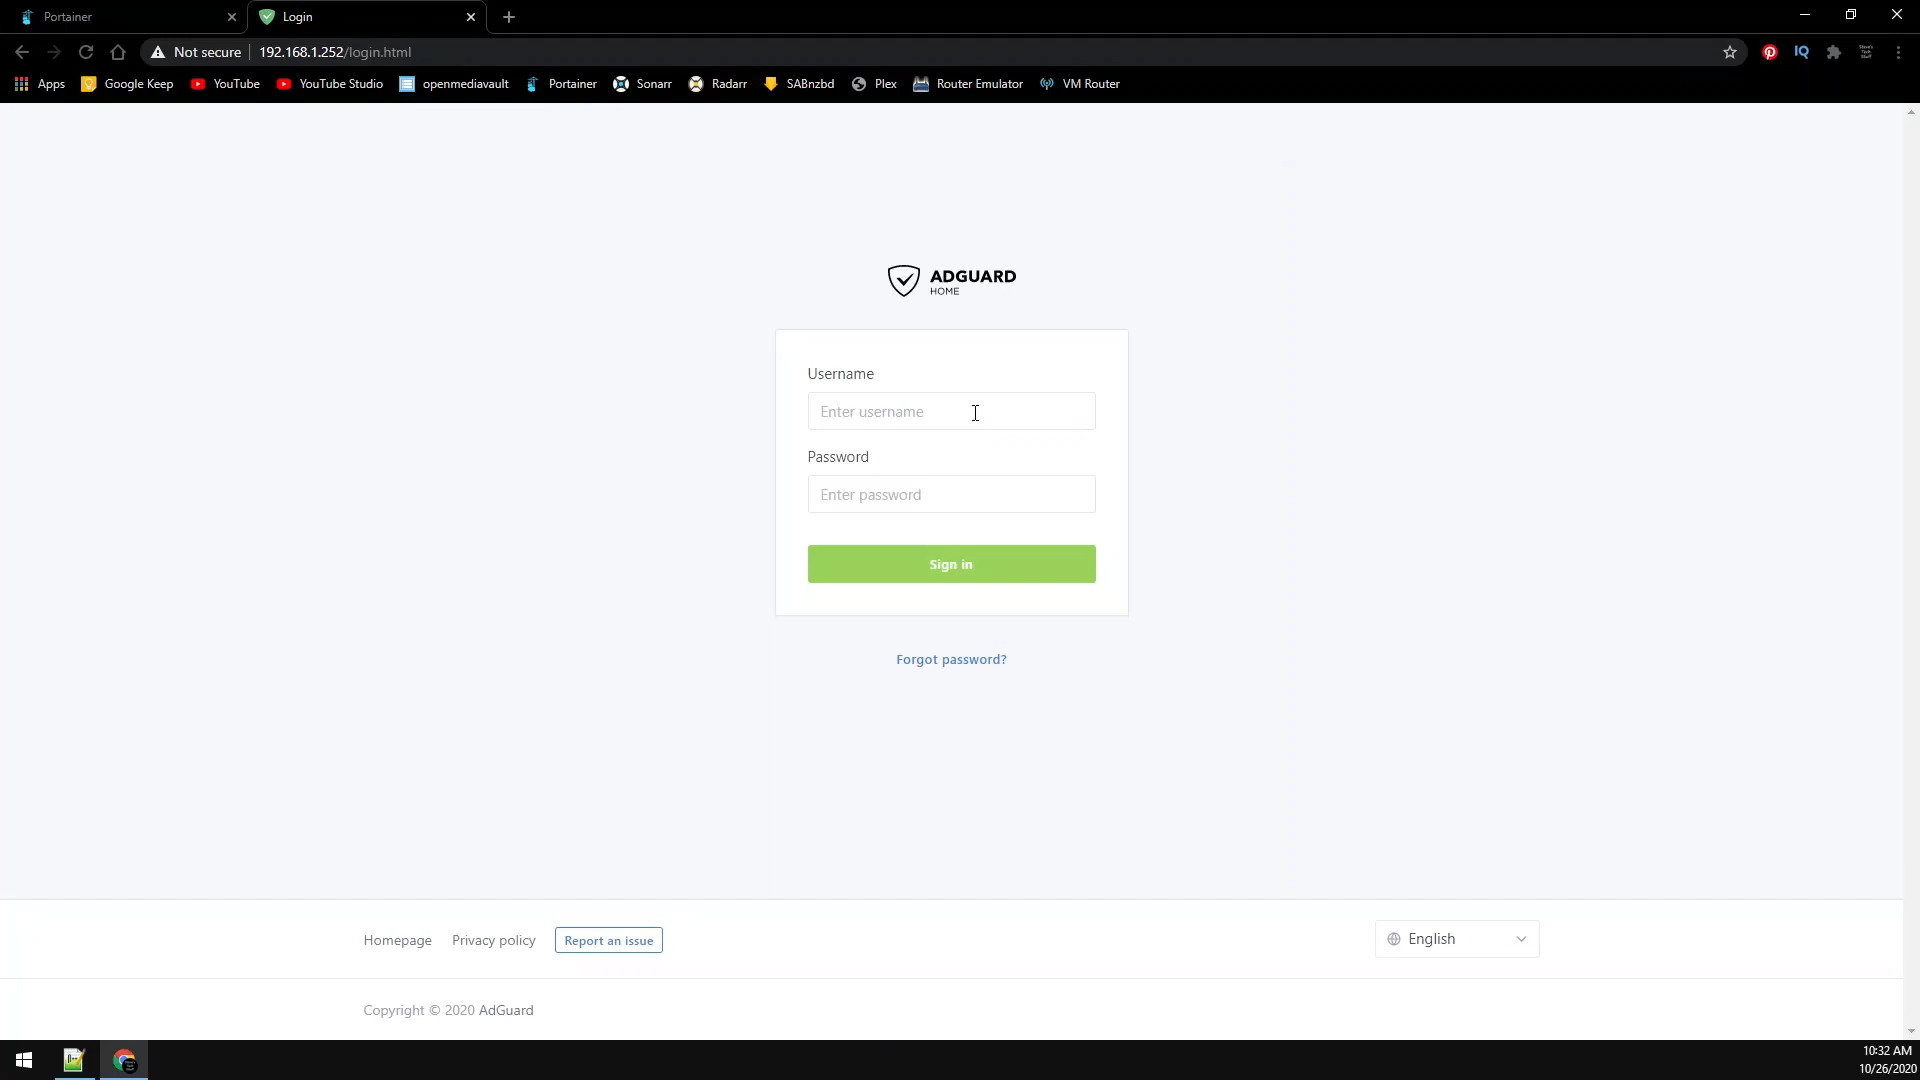 Portainer
Login
Not secure
192.168.1.252/login.html
Apps
Google Keep
YouTube
YouTube Studio
openmediavault
Portainer
Sonarr
Radarr
SABnzbd
Plex
Router Emulator
VM Router
IQ
ADGUARD
HOME
Username
Enter username
Password
Enter password
Sign in
Forgot password?
Homepage
Privacy policy
Report an issue
English
Copyright © 2020 AdGuard
10:32 AM
10/26/2020